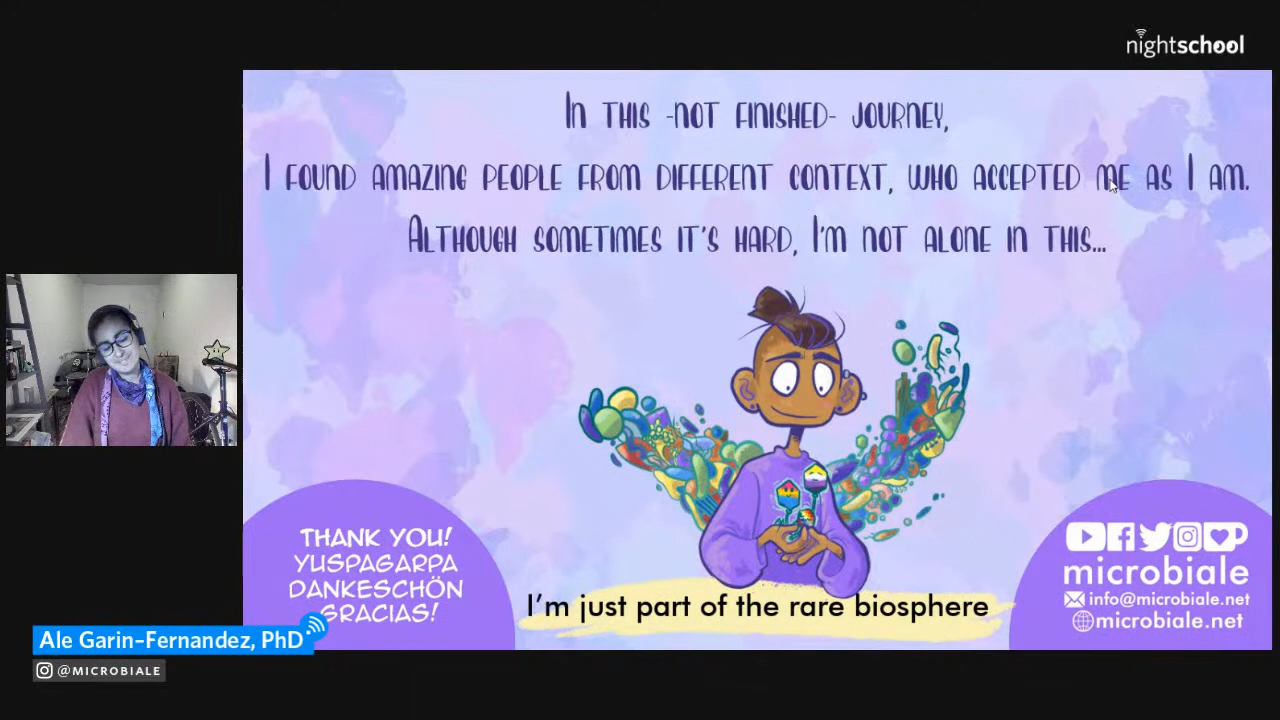 nightschool
In this -not finished- journey,
I found amazing people from different context, who accepted me as I am.
Although sometimes it's hard, I'm not alone in this...
THANK YOU!
YUSPAGARPA
DANKESCHÖN
GRACIAS!
I'm just part of the rare biosphere
microbiale
info@microbiale.net
microbiale.net
Ale Garin-Fernandez, PhD
@MICROBIALE